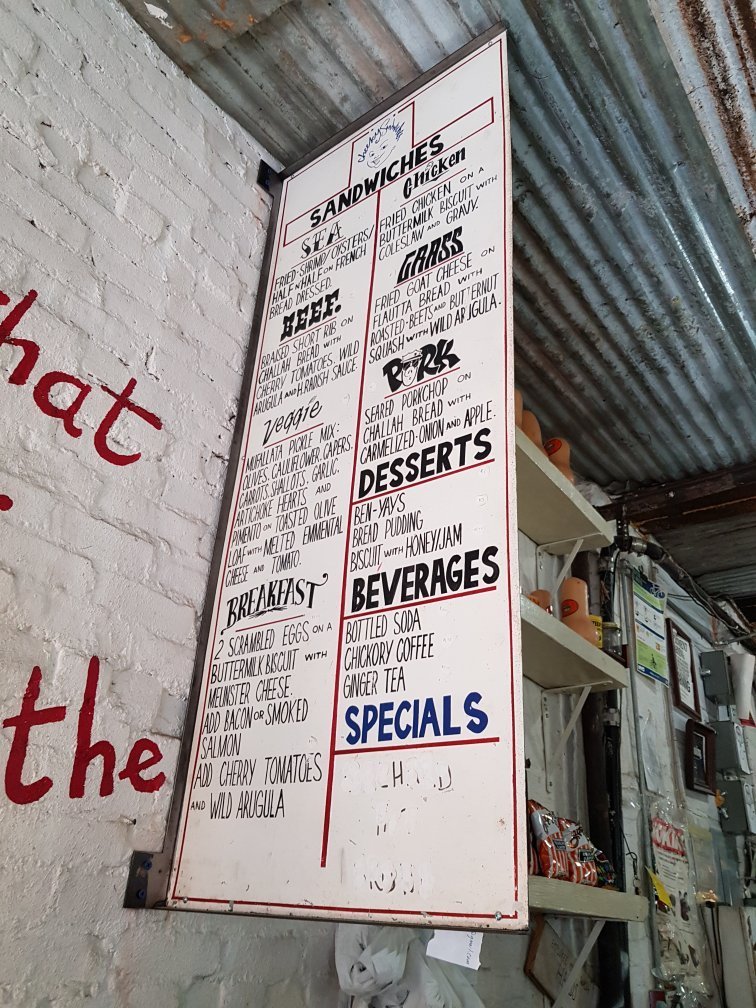 SANDWICHES
SEA
FRIED-SHRIMP/OYSTERS/
HALF N HALF ON FRENCH
BREAD DRESSED.
BEEF.
BRAISED-SHORT RIB ON
CHALLAH BREAD WITH
CHERRY TOMATOES, WILD
ARUGULA AND H.RADISH SAUCE.
Veggie
MUFALLATA PICKLE MIX:
OLIVES, CAULIFLOWER, CAPERS,
CARROTS, SHALLOTS, GARLIC,
ARTICHOKE HEARTS AND
PIMENTO ON TOASTED OLIVE
LOAF WITH MELTED EMMENTAL
CHEESE AND TOMATO.
BREAKFAST
2 SCRAMBLED EGGS ON A
BUTTERMILK BISCUIT WITH
MEUNSTER CHEESE.
ADD BACON OR SMOKED
SALMON
ADD CHERRY TOMATOES
AND WILD ARUGULA
Chicken
FRIED CHICKEN ON A
BUTTERMILK BISCUIT WITH
COLESLAW AND GRAVY.
GRASS
FRIED GOAT CHEESE ON
FLAUTTA BREAD WITH
ROASTED-BEETS AND BUTTERNUT
SQUASH WITH WILD ARUGULA.
PORK
SEARED PORKCHOP ON
CHALLAH BREAD WITH
CARMELIZED-ONION AND APPLE.
DESSERTS
BEN-YAYS
BREAD PUDDING
BISCUIT WITH HONEY/JAM
BEVERAGES
BOTTLED SODA
CHICKORY COFFEE
GINGER TEA
SPECIALS
that
the